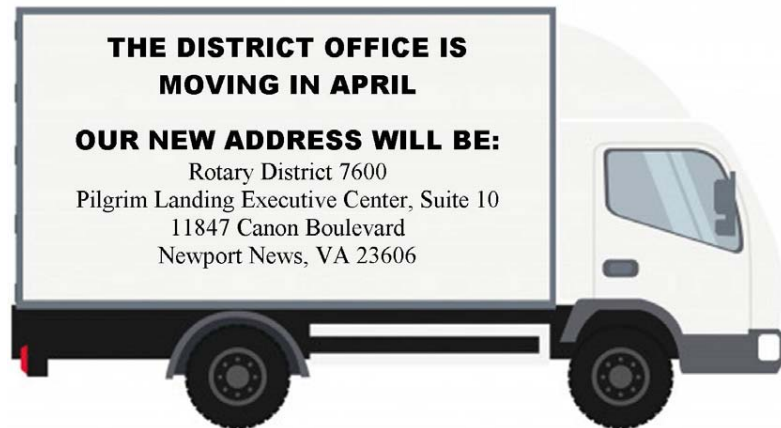 THE DISTRICT OFFICE IS
MOVING IN APRIL
OUR NEW ADDRESS WILL BE:
Rotary District 7600
Pilgrim Landing Executive Center, Suite 10
11847 Canon Boulevard
Newport News, VA 23606